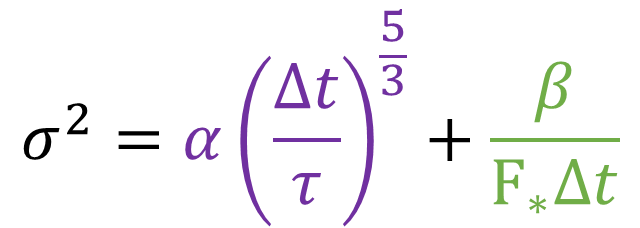 σ² = α (Δt/τ)^(5/3) + β/(F₎Δt)